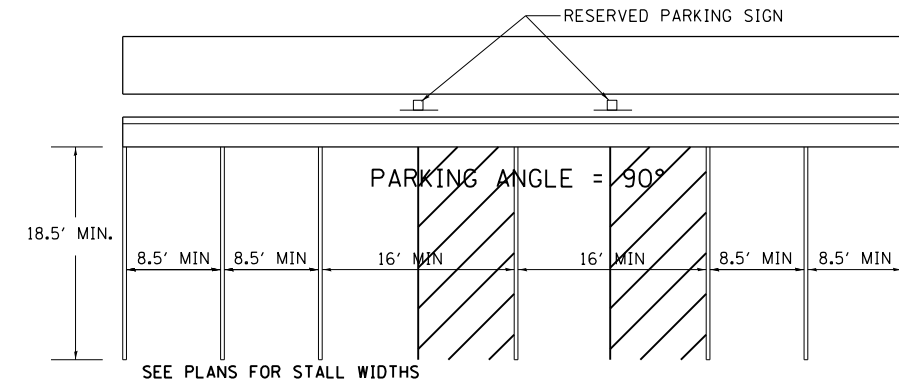 RESERVED PARKING SIGN
PARKING ANGLE = 90°
18.5' MIN.
8.5' MIN
8.5' MIN
16' MIN
16' MIN
8.5' MIN
8.5' MIN
SEE PLANS FOR STALL WIDTHS